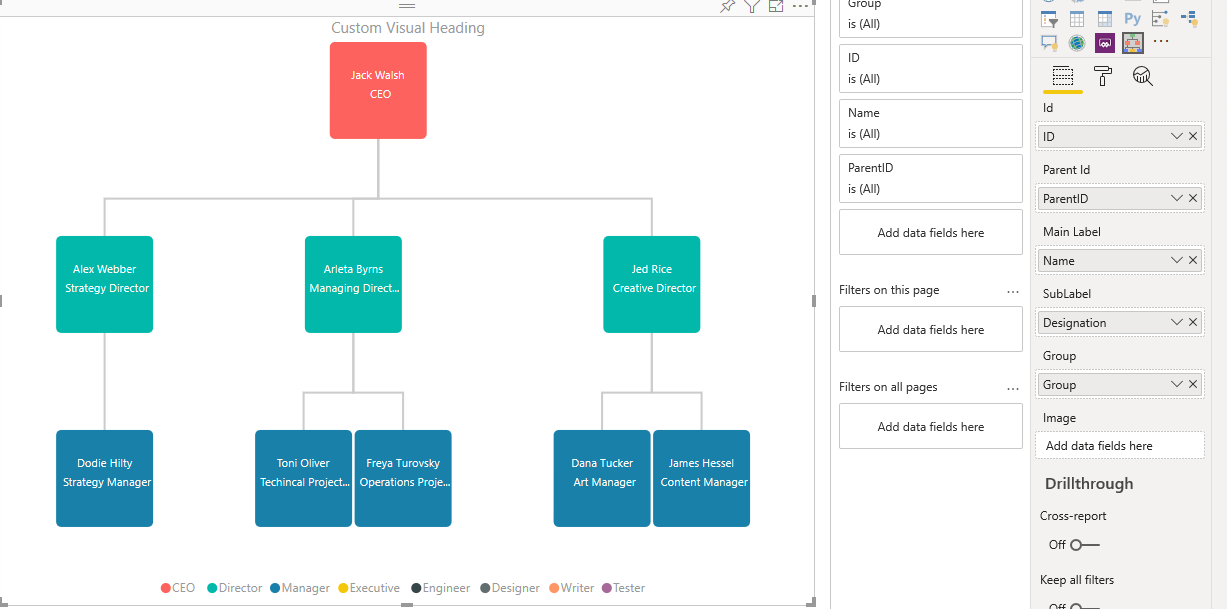 Custom Visual Heading
Jack Walsh
CEO
Alex Webber
Strategy Director
Arleta Byrns
Managing Direct...
Jed Rice
Creative Director
Dodie Hilty
Strategy Manager
Toni Oliver
Techincal Project...
Freya Turovsky
Operations Proje...
Dana Tucker
Art Manager
James Hessel
Content Manager
CEO Director Manager Executive Engineer Designer Writer Tester
Group
is (All)
ID
is (All)
Name
is (All)
ParentID
is (All)
Add data fields here
Filters on this page
Add data fields here
Filters on all pages
Add data fields here
Py
Id
ID
Parent Id
ParentID
Main Label
Name
SubLabel
Designation
Group
Group
Image
Add data fields here
Drillthrough
Cross-report
Off
Keep all filters
Off